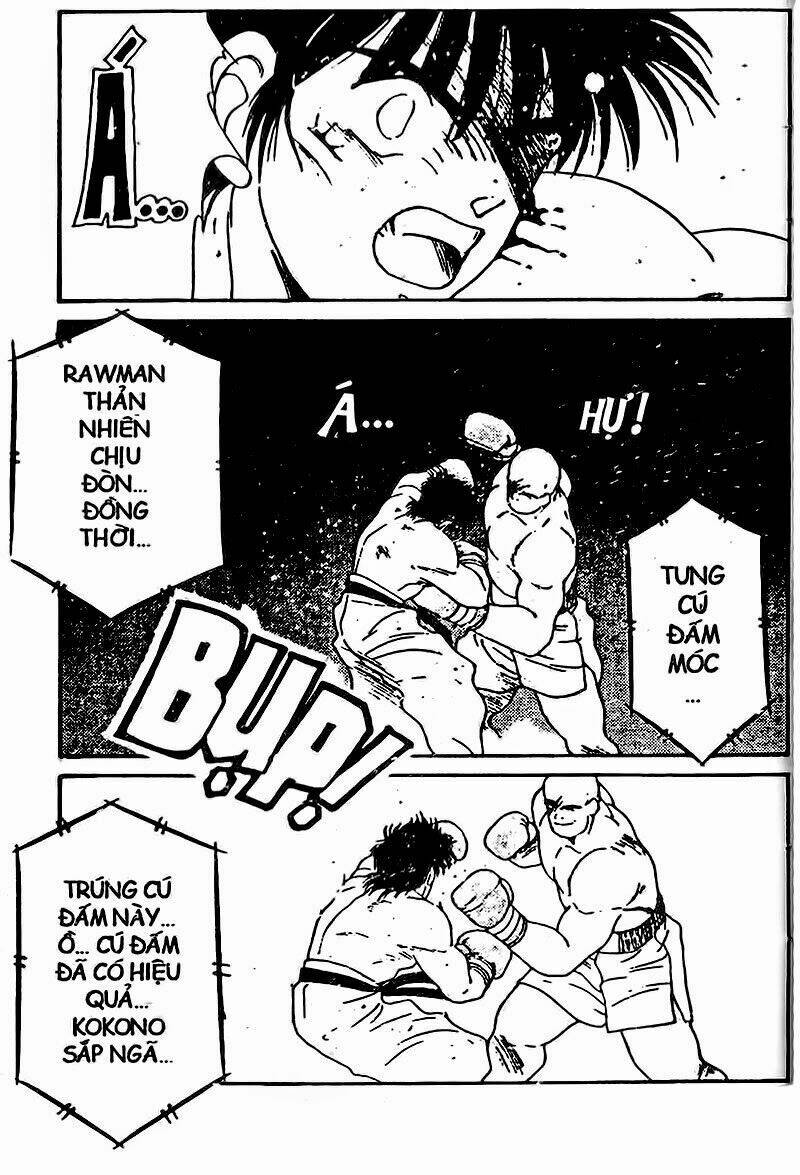 Á...
RAWMAN
THẢN
NHIÊN
CHỊU
ĐÒN...
ĐỒNG
THỜI...
Á...
HỰ!
TUNG
CÚ
ĐẤM
MÓC
...
BỤP!
TRÚNG CÚ
ĐẤM NÀY...
Ồ... CÚ ĐẤM
ĐÃ CÓ HIỆU
QUẢ...
KOKONO
SẮP NGÃ...